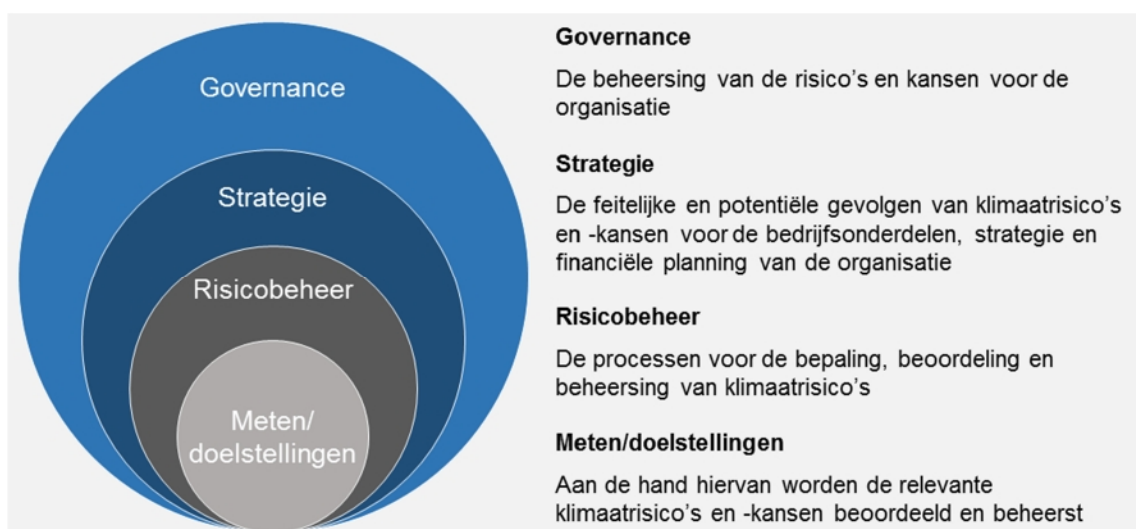 Governance
Strategie
Risicobeheer
Meten/
doelstellingen
Governance
De beheersing van de risico's en kansen voor de
organisatie
Strategie
De feitelijke en potentiële gevolgen van klimaatrisico's
en -kansen voor de bedrijfsonderdelen, strategie en
financiële planning van de organisatie
Risicobeheer
De processen voor de bepaling, beoordeling en
beheersing van klimaatrisico's
Meten/doelstellingen
Aan de hand hiervan worden de relevante
klimaatrisico's en -kansen beoordeeld en beheerst